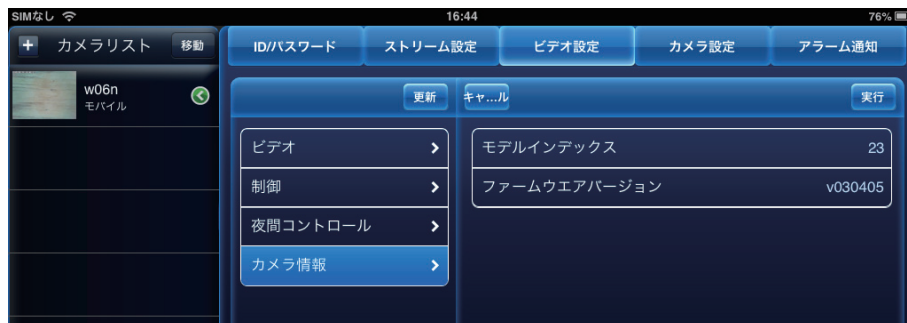 SIMなし 16:44 76%
+ カメラリスト 移動
ID/パスワード ストリーム設定 ビデオ設定 カメラ設定 アラーム通知
w06n
モバイル
更新 キャ...ル 実行
ビデオ
制御
夜間コントロール
カメラ情報
モデルインデックス 23
ファームウエアバージョン v030405